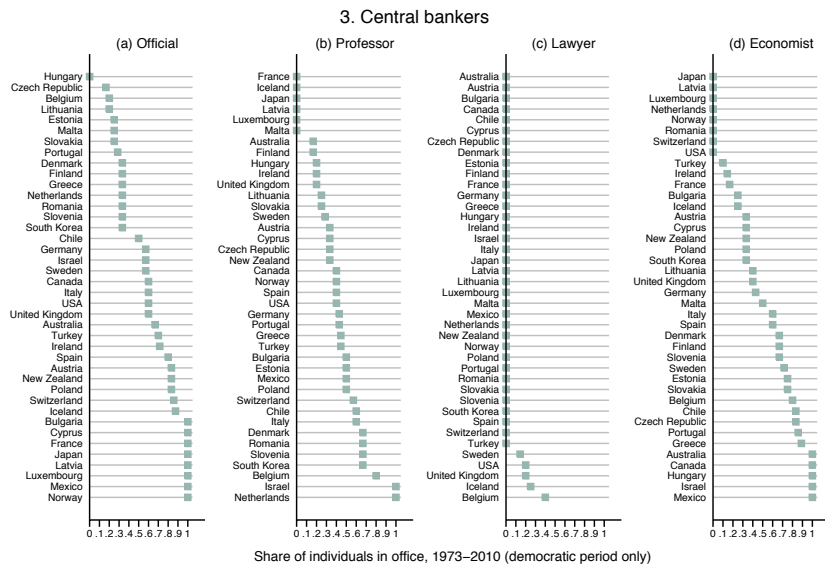 3. Central bankers
(a) Official
Hungary
Czech Republic
Belgium
Lithuania
Estonia
Malta
Slovakia
Portugal
Denmark
Finland
Greece
Netherlands
Romania
Slovenia
South Korea
Chile
Germany
Israel
Sweden
Canada
Italy
USA
United Kingdom
Australia
Turkey
Ireland
Spain
Austria
New Zealand
Poland
Switzerland
Iceland
Bulgaria
Cyprus
France
Japan
Latvia
Luxembourg
Mexico
Norway
0 .1.2.3.4.5.6.7.8.9 1
(b) Professor
France
Iceland
Japan
Latvia
Luxembourg
Malta
Australia
Finland
Hungary
Ireland
United Kingdom
Lithuania
Slovakia
Sweden
Austria
Cyprus
Czech Republic
New Zealand
Canada
Norway
Spain
USA
Germany
Portugal
Greece
Turkey
Bulgaria
Estonia
Mexico
Poland
Switzerland
Chile
Italy
Denmark
Romania
Slovenia
South Korea
Belgium
Israel
Netherlands
0 .1.2.3.4.5.6.7.8.9 1
(c) Lawyer
Australia
Austria
Bulgaria
Canada
Chile
Cyprus
Czech Republic
Denmark
Estonia
Finland
France
Germany
Greece
Hungary
Ireland
Israel
Italy
Japan
Latvia
Lithuania
Luxembourg
Malta
Mexico
Netherlands
New Zealand
Norway
Poland
Portugal
Romania
Slovakia
Slovenia
South Korea
Spain
Switzerland
Turkey
Sweden
USA
United Kingdom
Iceland
Belgium
0 .1.2.3.4.5.6.7.8.9 1
(d) Economist
Japan
Latvia
Luxembourg
Netherlands
Norway
Romania
Switzerland
USA
Turkey
Ireland
France
Bulgaria
Iceland
Austria
Cyprus
New Zealand
Poland
South Korea
Lithuania
United Kingdom
Germany
Malta
Italy
Spain
Denmark
Finland
Slovenia
Sweden
Estonia
Slovakia
Belgium
Chile
Czech Republic
Portugal
Greece
Australia
Canada
Hungary
Israel
Mexico
0 .1.2.3.4.5.6.7.8.9 1
Share of individuals in office, 1973−2010 (democratic period only)